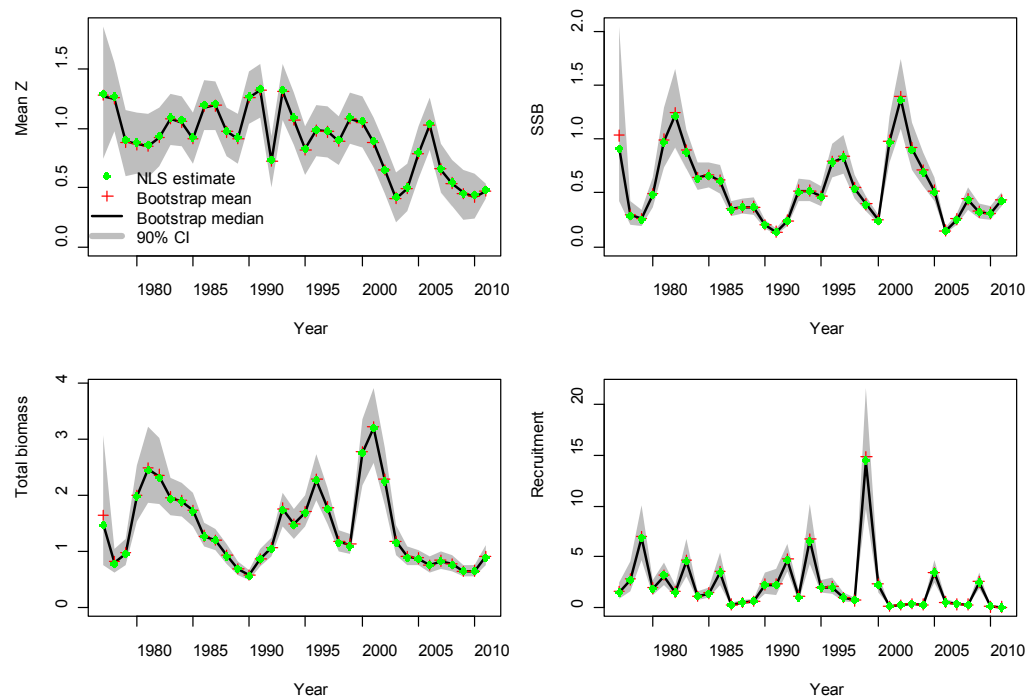 Mean Z
0.0 0.5 1.0 1.5
NLS estimate
Bootstrap mean
Bootstrap median
90% CI
1980 1985 1990 1995 2000 2005 2010
Year
SSB
0.0 0.5 1.0 1.5 2.0
1980 1985 1990 1995 2000 2005 2010
Year
Total biomass
0 1 2 3 4
1980 1985 1990 1995 2000 2005 2010
Year
Recruitment
0 5 10 15 20
1980 1985 1990 1995 2000 2005 2010
Year